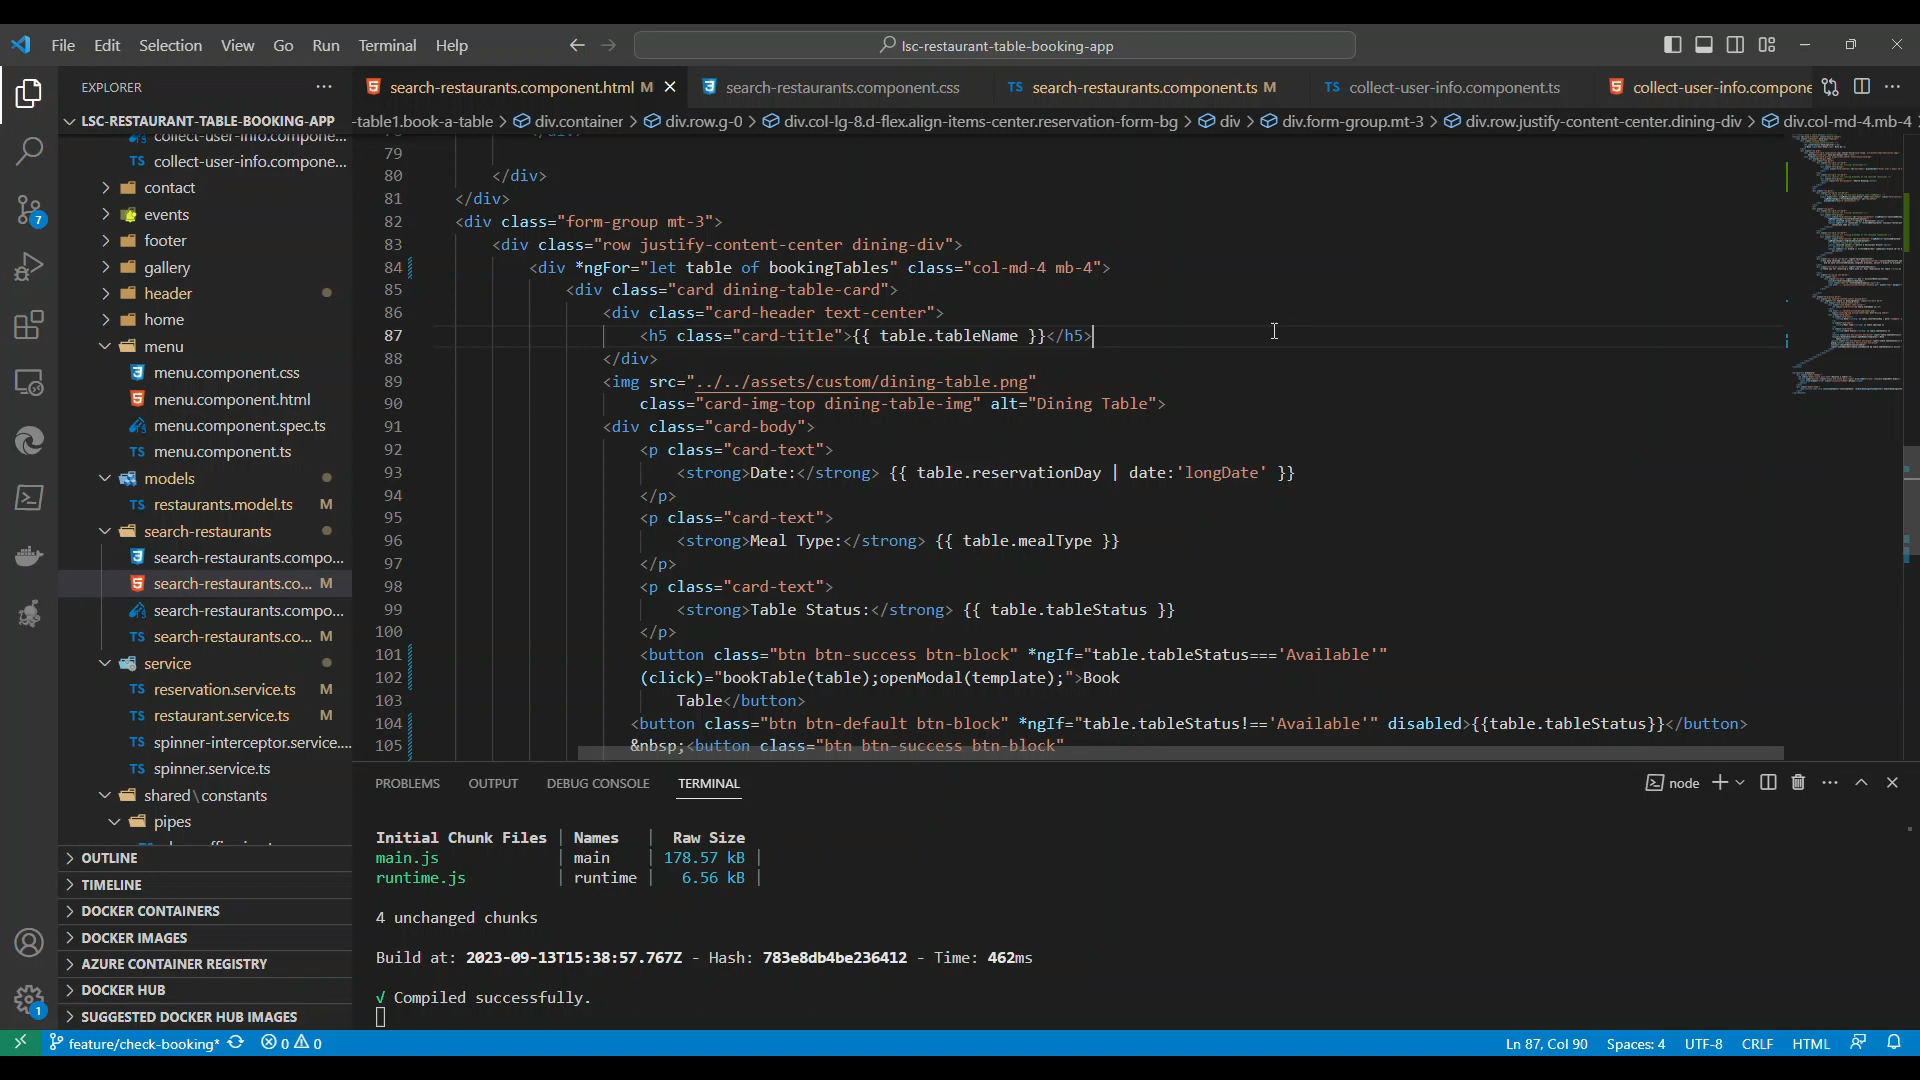 File Edit Selection View Go Run Terminal Help
lsc-restaurant-table-booking-app
EXPLORER
search-restaurants.component.html M
search-restaurants.component.css
TS search-restaurants.component.ts M
TS collect-user-info.component.ts
collect-user-info.compone
LSC-RESTAURANT-TABLE-BOOKING-APP
-table1.book-a-table > div.container > div.row.g-0 > div.col-lg-8.d-flex.align-items-center.reservation-form-bg > div > div.form-group.mt-3 > div.row.justify-content-center.dining-div > div.col-md-4.mb-4
collect-user-info.compone...
TS collect-user-info.compone...
contact
events
footer
gallery
header
home
menu
menu.component.css
menu.component.html
menu.component.spec.ts
TS menu.component.ts
models
TS restaurants.model.ts M
search-restaurants
search-restaurants.compo...
search-restaurants.co... M
search-restaurants.compo...
TS search-restaurants.co... M
service
TS reservation.service.ts M
TS restaurant.service.ts M
TS spinner-interceptor.service....
TS spinner.service.ts
shared\constants
pipes
OUTLINE
TIMELINE
DOCKER CONTAINERS
DOCKER IMAGES
AZURE CONTAINER REGISTRY
DOCKER HUB
SUGGESTED DOCKER HUB IMAGES
7
1
79
80 </div>
81 </div>
82 <div class="form-group mt-3">
83 <div class="row justify-content-center dining-div">
84 <div *ngFor="let table of bookingTables" class="col-md-4 mb-4">
85 <div class="card dining-table-card">
86 <div class="card-header text-center">
87 <h5 class="card-title">{{ table.tableName }}</h5>
88 </div>
89 <img src="../../assets/custom/dining-table.png"
90 class="card-img-top dining-table-img" alt="Dining Table">
91 <div class="card-body">
92 <p class="card-text">
93 <strong>Date:</strong> {{ table.reservationDay | date:'longDate' }}
94 </p>
95 <p class="card-text">
96 <strong>Meal Type:</strong> {{ table.mealType }}
97 </p>
98 <p class="card-text">
99 <strong>Table Status:</strong> {{ table.tableStatus }}
100 </p>
101 <button class="btn btn-success btn-block" *ngIf="table.tableStatus==='Available'"
102 (click)="bookTable(table);openModal(template);">Book
103 Table</button>
104 <button class="btn btn-default btn-block" *ngIf="table.tableStatus!=='Available'" disabled>{{table.tableStatus}}</button>
105 &nbsp;<button class="btn btn-success btn-block"
PROBLEMS OUTPUT DEBUG CONSOLE TERMINAL
node
Initial Chunk Files | Names | Raw Size
main.js | main | 178.57 kB |
runtime.js | runtime | 6.56 kB |
4 unchanged chunks
Build at: 2023-09-13T15:38:57.767Z - Hash: 783e8db4be236412 - Time: 462ms
√ Compiled successfully.
feature/check-booking* 0 0
Ln 87, Col 90 Spaces: 4 UTF-8 CRLF HTML